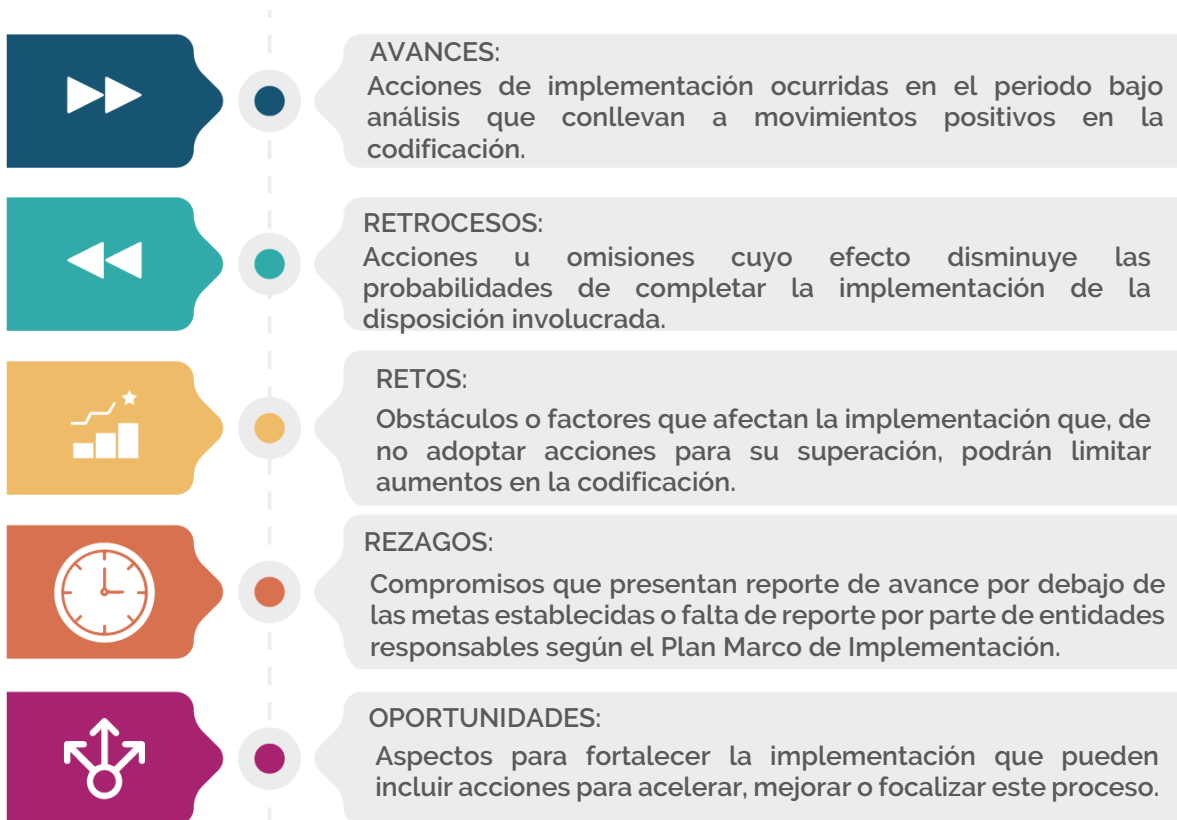 AVANCES:
Acciones de implementación ocurridas en el periodo bajo
análisis que conllevan a movimientos positivos en la
codificación.
RETROCESOS:
Acciones u omisiones cuyo efecto disminuye las
probabilidades de completar la implementación de la
disposición involucrada.
RETOS:
Obstáculos o factores que afectan la implementación que, de
no adoptar acciones para su superación, podrán limitar
aumentos en la codificación.
REZAGOS:
Compromisos que presentan reporte de avance por debajo de
las metas establecidas o falta de reporte por parte de entidades
responsables según el Plan Marco de Implementación.
OPORTUNIDADES:
Aspectos para fortalecer la implementación que pueden
incluir acciones para acelerar, mejorar o focalizar este proceso.